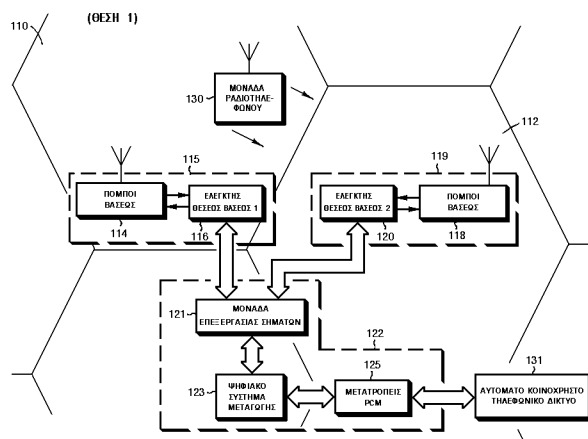 110
(ΘΕΣΗ 1)
130
ΜΟΝΑΔΑ
ΡΑΔΙΟΤΗΛΕ-
ΦΩΝΟΥ
112
115
ΠΟΜΠΟΙ
ΒΑΣΕΩΣ
114
ΕΛΕΓΚΤΗΣ
ΘΕΣΕΩΣ ΒΑΣΕΩΣ 1
116
119
ΕΛΕΓΚΤΗΣ
ΘΕΣΕΩΣ ΒΑΣΕΩΣ 2
120
ΠΟΜΠΟΙ
ΒΑΣΕΩΣ
118
121
ΜΟΝΑΔΑ
ΕΠΕΞΕΡΓΑΣΙΑΣ ΣΗΜΑΤΩΝ
122
123
ΨΗΦΙΑΚΟ
ΣΥΣΤΗΜΑ
ΜΕΤΑΓΩΓΗΣ
125
ΜΕΤΑΤΡΟΠΕΙΣ
PCM
131
ΑΥΤΟΜΑΤΟ ΚΟΙΝΟΧΡΗΣΤΟ
ΤΗΛΕΦΩΝΙΚΟ ΔΙΚΤΥΟ